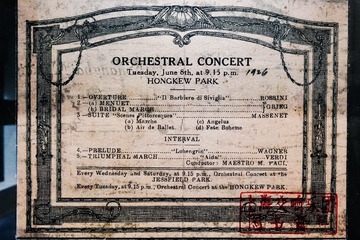 ORCHESTRAL CONCERT
Tuesday, June 8th, at 9.15 p.m. 1926
HONGKEW PARK
1.—OVERTURE "Il Barbiere di Siviglia" ROSSINI
2.—(a) MENUET
(b) BRIDAL MARCH GRIEG
3.—SUITE "Scenes Pittoresques" MASSENET
(a) Marche (c) Angelus
(b) Air de Ballet (d) Fete Boheme
INTERVAL
4.—PRELUDE "Lohengrin" WAGNER
5.—TRIUMPHAL MARCH "Aida" VERDI
Conductor: MAESTRO M. PACI.
Every Wednesday and Saturday, at 9.15 p.m., Orchestral Concert at the
JESSFIELD PARK.
Every Tuesday, at 9.15 p.m., Orchestral Concert at the HONGKEW PARK.